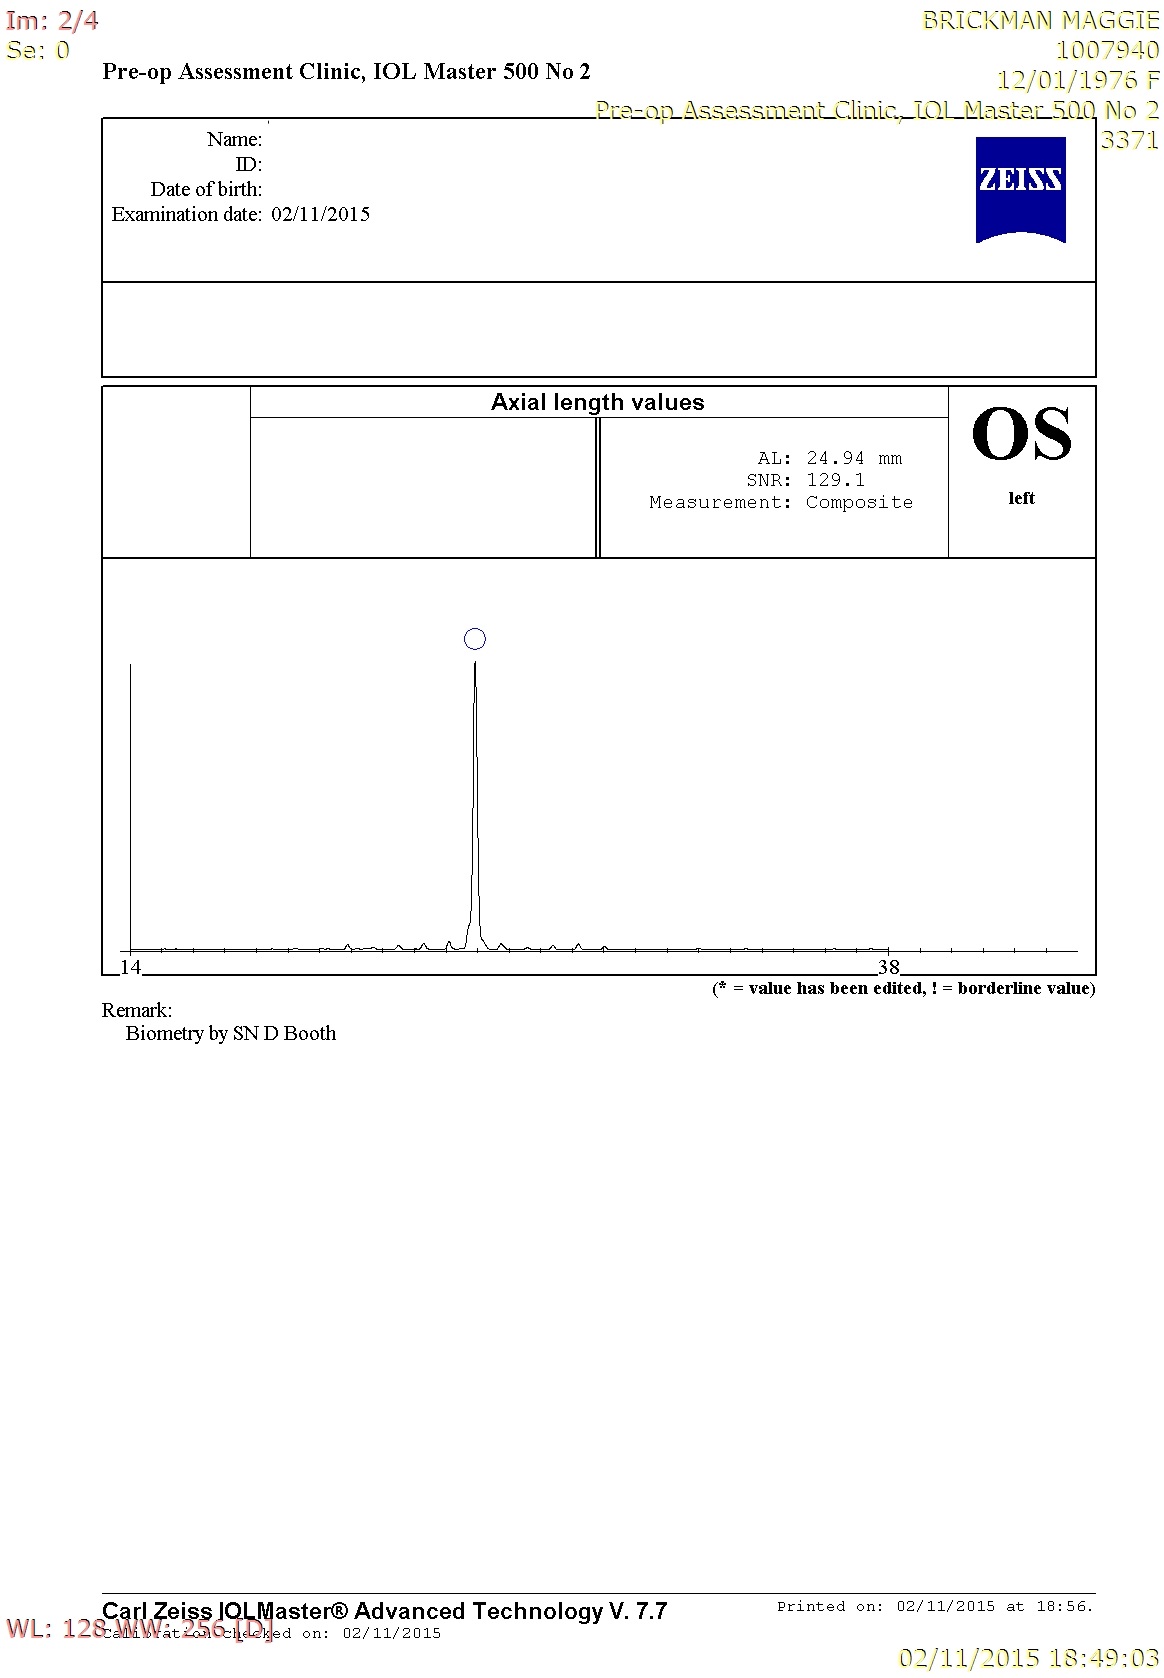 Im: 2/4
Se: 0
BRICKMAN MAGGIE
1007940
12/01/1976 F
Pre-op Assessment Clinic, IOL Master 500 No 2
3371
Pre-op Assessment Clinic, IOL Master 500 No 2
Name:
ID:
Date of birth:
Examination date: 02/11/2015
ZEISS
Axial length values
AL: 24.94 mm
SNR: 129.1
Measurement: Composite
OS
left
14 38
(* = value has been edited, ! = borderline value)
Remark:
Biometry by SN D Booth
Carl Zeiss IOLMaster® Advanced Technology V. 7.7
Printed on: 02/11/2015 at 18:56.
WL: 128 WW: 256 [D]
Calibration checked on: 02/11/2015
02/11/2015 18:49:03